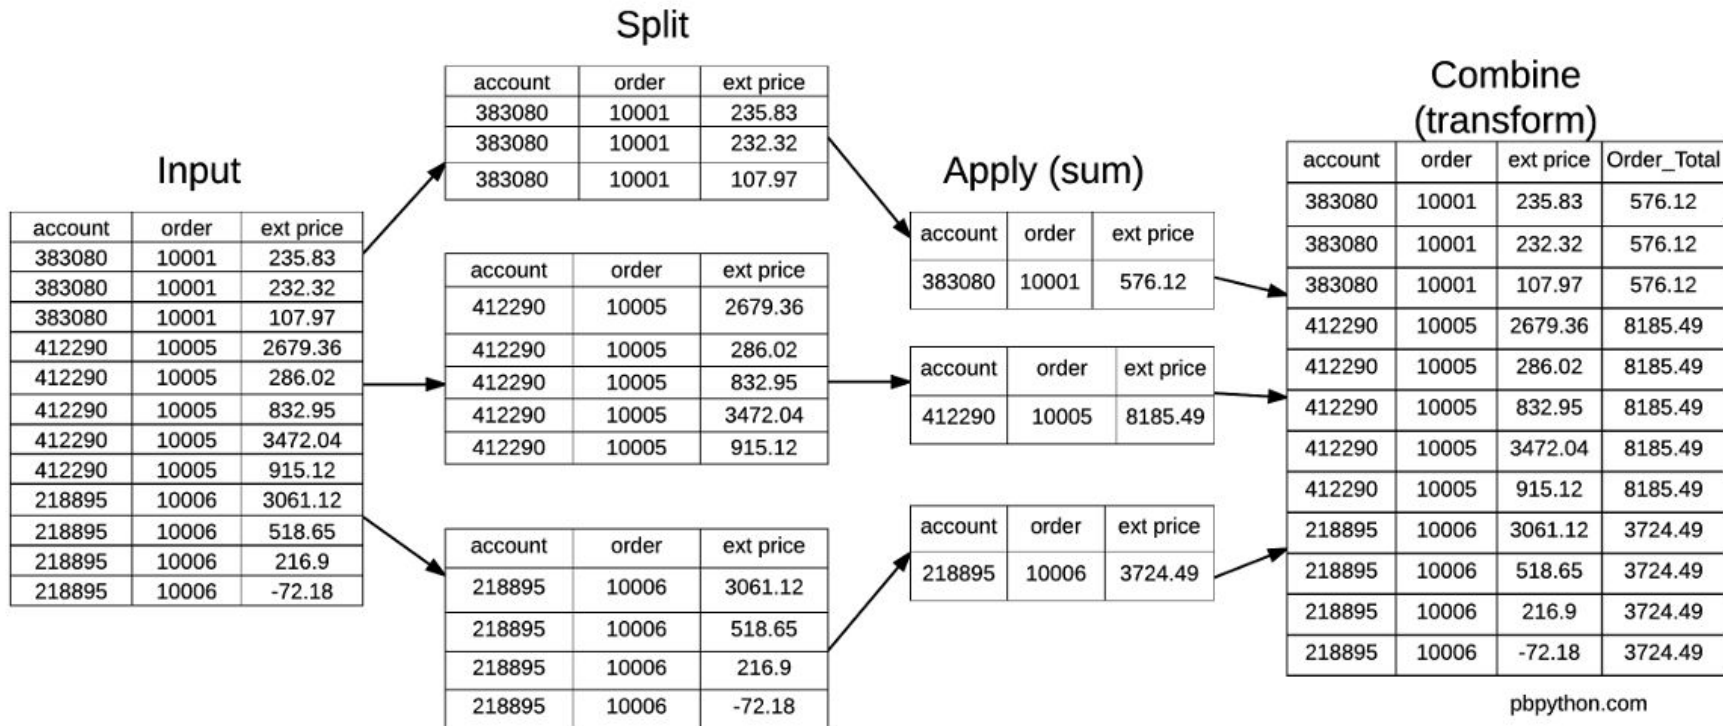 Input
account order ext price
383080 10001 235.83
383080 10001 232.32
383080 10001 107.97
412290 10005 2679.36
412290 10005 286.02
412290 10005 832.95
412290 10005 3472.04
412290 10005 915.12
218895 10006 3061.12
218895 10006 518.65
218895 10006 216.9
218895 10006 -72.18
Split
account order ext price
383080 10001 235.83
383080 10001 232.32
383080 10001 107.97
account order ext price
412290 10005 2679.36
412290 10005 286.02
412290 10005 832.95
412290 10005 3472.04
412290 10005 915.12
account order ext price
218895 10006 3061.12
218895 10006 518.65
218895 10006 216.9
218895 10006 -72.18
Apply (sum)
account order ext price
383080 10001 576.12
account order ext price
412290 10005 8185.49
account order ext price
218895 10006 3724.49
Combine
(transform)
account order ext price Order_Total
383080 10001 235.83 576.12
383080 10001 232.32 576.12
383080 10001 107.97 576.12
412290 10005 2679.36 8185.49
412290 10005 286.02 8185.49
412290 10005 832.95 8185.49
412290 10005 3472.04 8185.49
412290 10005 915.12 8185.49
218895 10006 3061.12 3724.49
218895 10006 518.65 3724.49
218895 10006 216.9 3724.49
218895 10006 -72.18 3724.49
pbpython.com